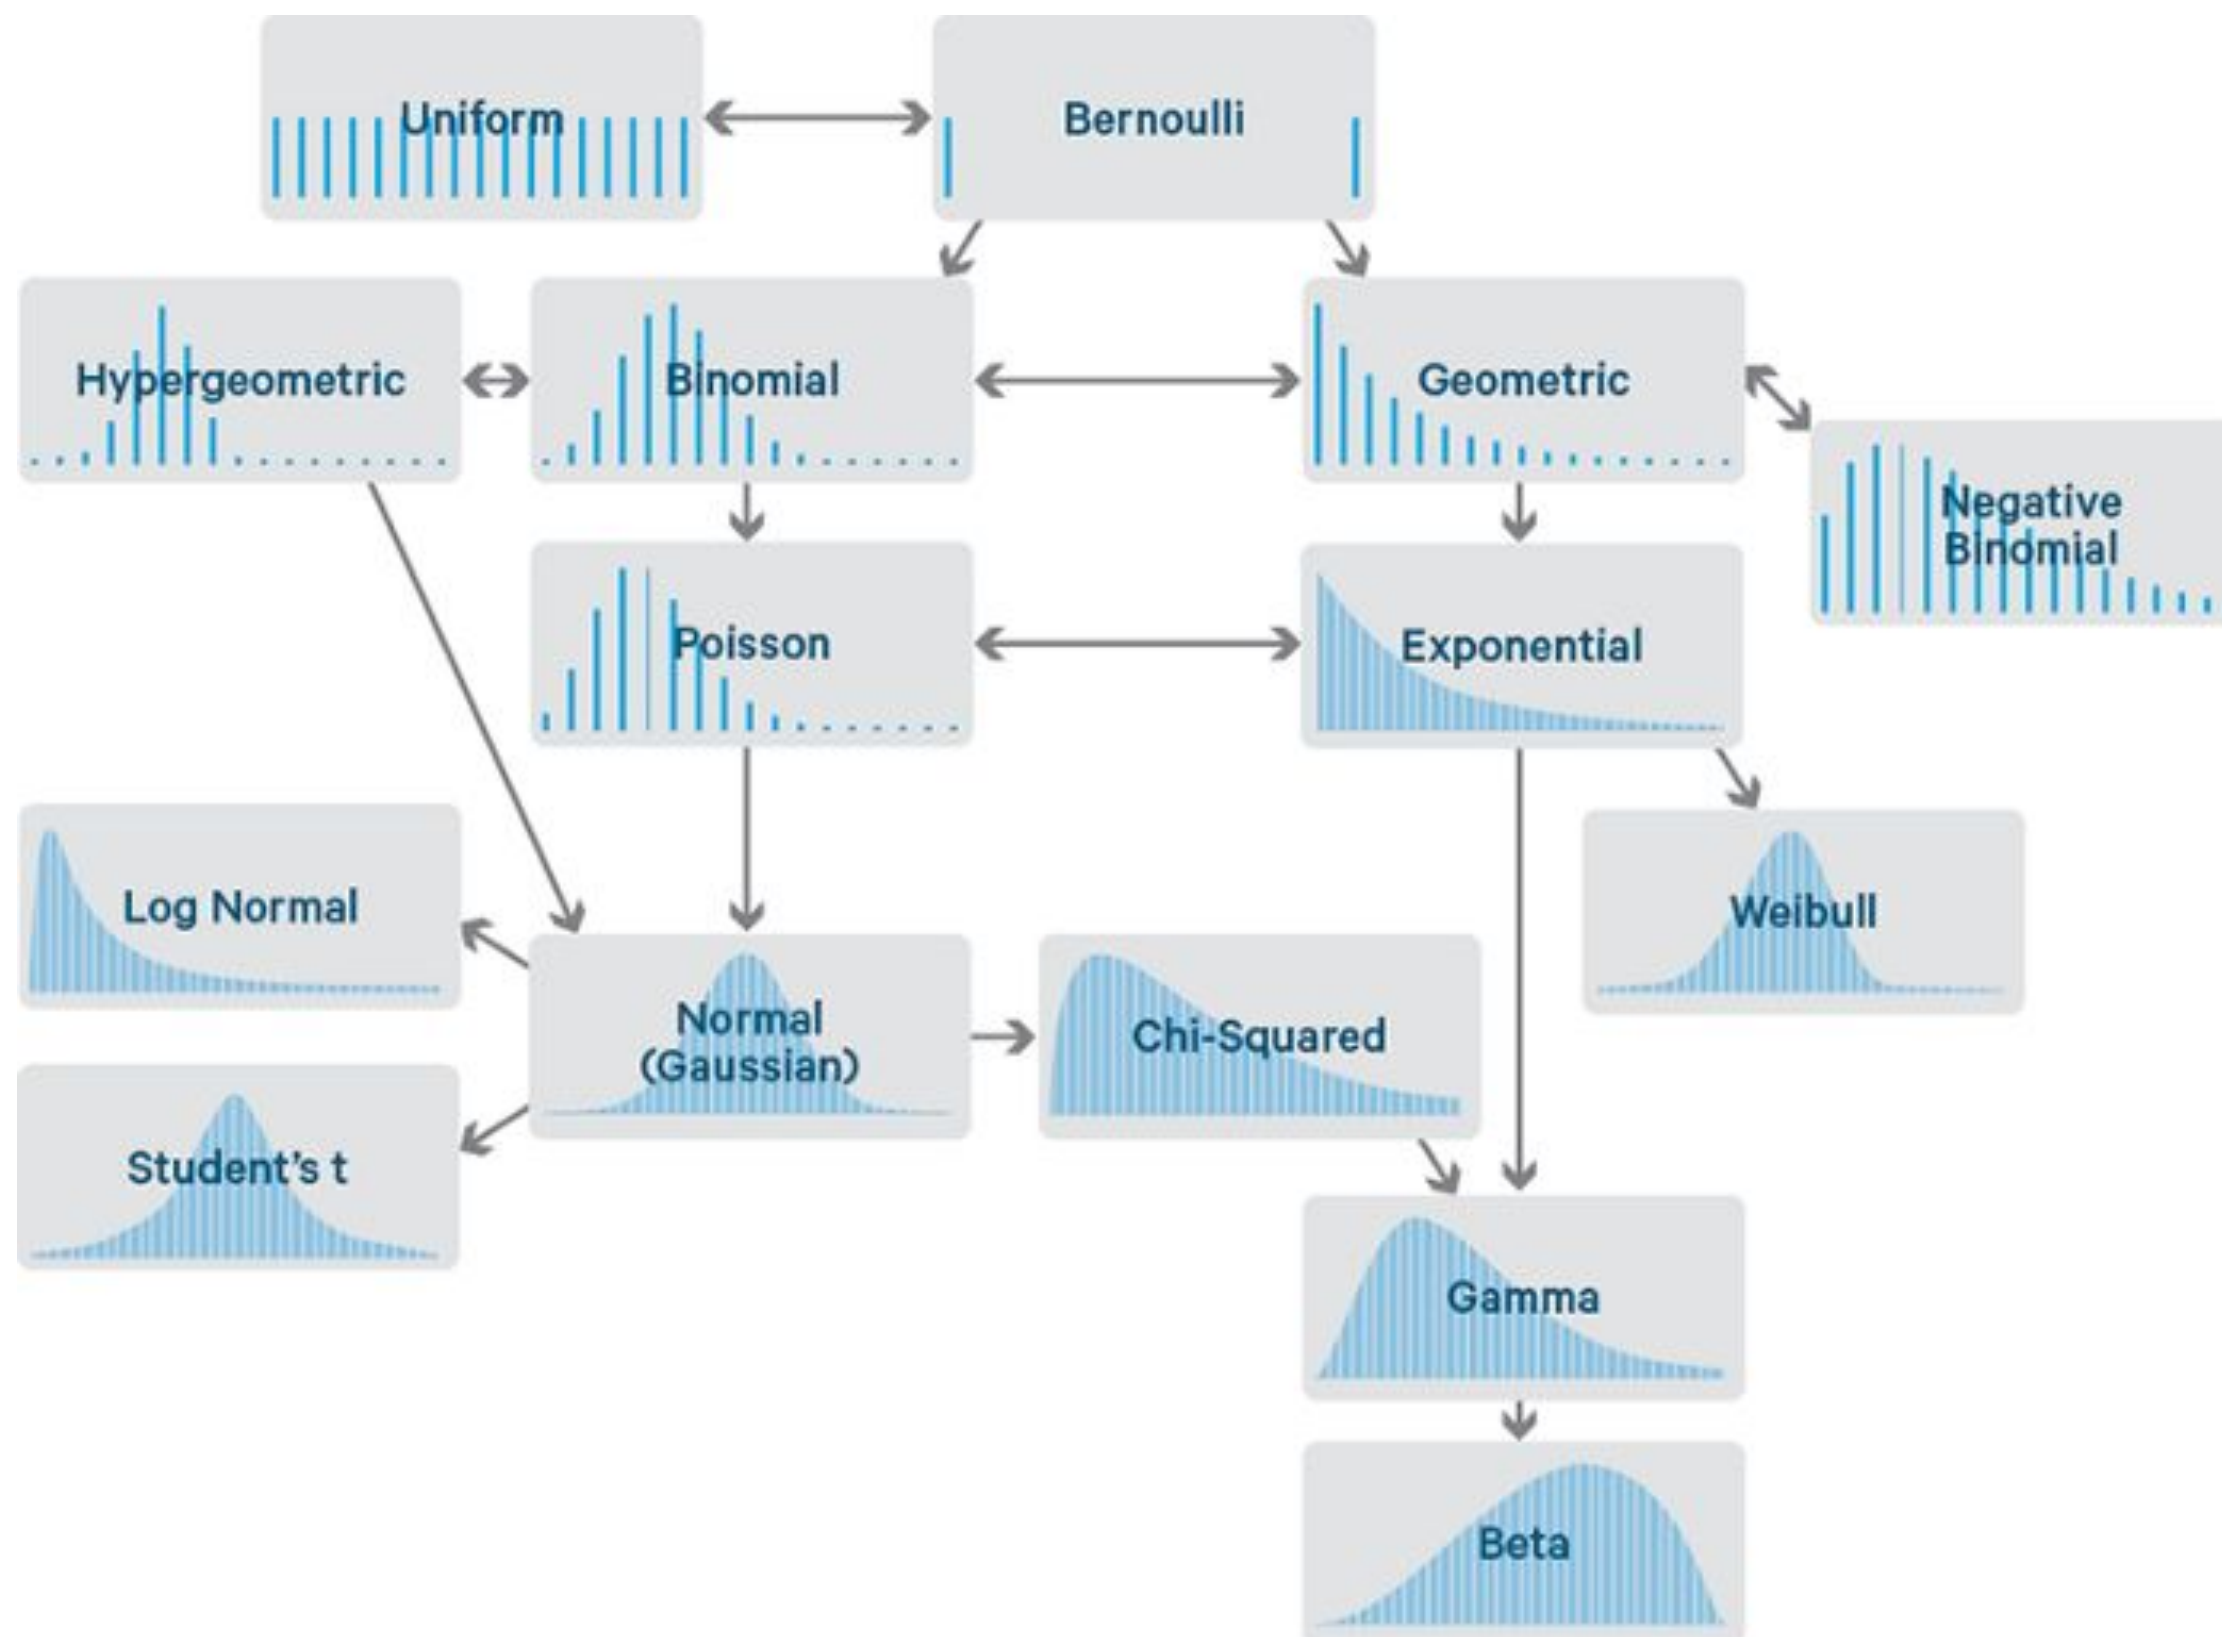 Uniform
Bernoulli
Hypergeometric
Binomial
Geometric
Negative
Binomial
Poisson
Exponential
Log Normal
Weibull
Normal
(Gaussian)
Chi-Squared
Student’s t
Gamma
Beta